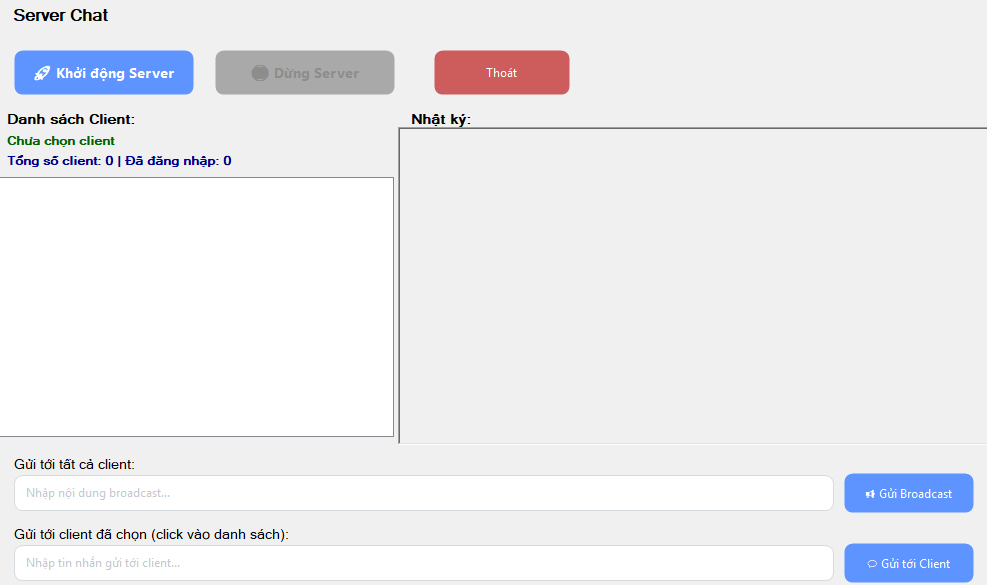 Server Chat
Khởi động Server
Dừng Server
Thoát
Danh sách Client:
Chưa chọn client
Tổng số client: 0 | Đã đăng nhập: 0
Nhật ký:
Gửi tới tất cả client:
Nhập nội dung broadcast...
Gửi Broadcast
Gửi tới client đã chọn (click vào danh sách):
Nhập tin nhắn gửi tới client...
Gửi tới Client